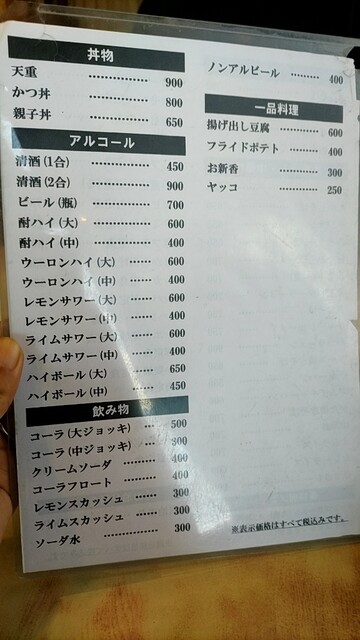 丼物
天重 ……………… 900
かつ丼 ……………… 800
親子丼 ……………… 650
アルコール
清酒(1合) ……………… 450
清酒(2合) ……………… 900
ビール(瓶) ……………… 700
酎ハイ(大) ……………… 600
酎ハイ(中) ……………… 400
ウーロンハイ(大) ……… 600
ウーロンハイ(中) ……… 400
レモンサワー(大) ……… 600
レモンサワー(中) ……… 400
ライムサワー(大) ……… 600
ライムサワー(中) ……… 400
ハイボール(大) ……… 650
ハイボール(中) ……… 450
飲み物
コーラ(大ジョッキ) … 500
コーラ(中ジョッキ) … 300
クリームソーダ ……… 400
コーラフロート ……… 400
レモンスカッシュ ……… 300
ライムスカッシュ ……… 300
ソーダ水 ……………… 300
ノンアルビール ……… 400
一品料理
揚げ出し豆腐 ……… 600
フライドポテト ……… 400
お新香 ……………… 300
ヤッコ ……………… 250
※表示価格はすべて税込みです。